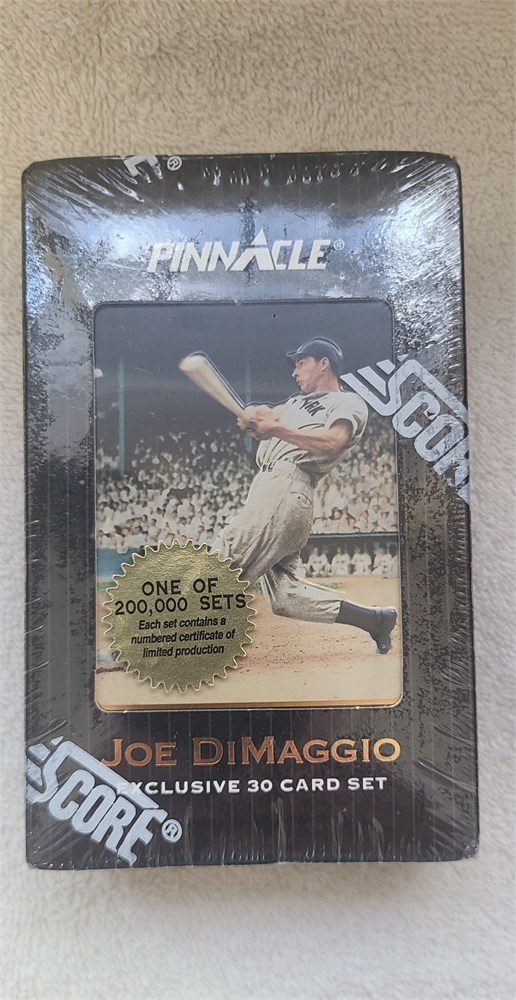 PINNACLE®
YORK
SCORE
ONE OF
200,000 SETS
Each set contains a
numbered certificate of
limited production
JOE DIMAGGIO
EXCLUSIVE 30 CARD SET
SCORE®